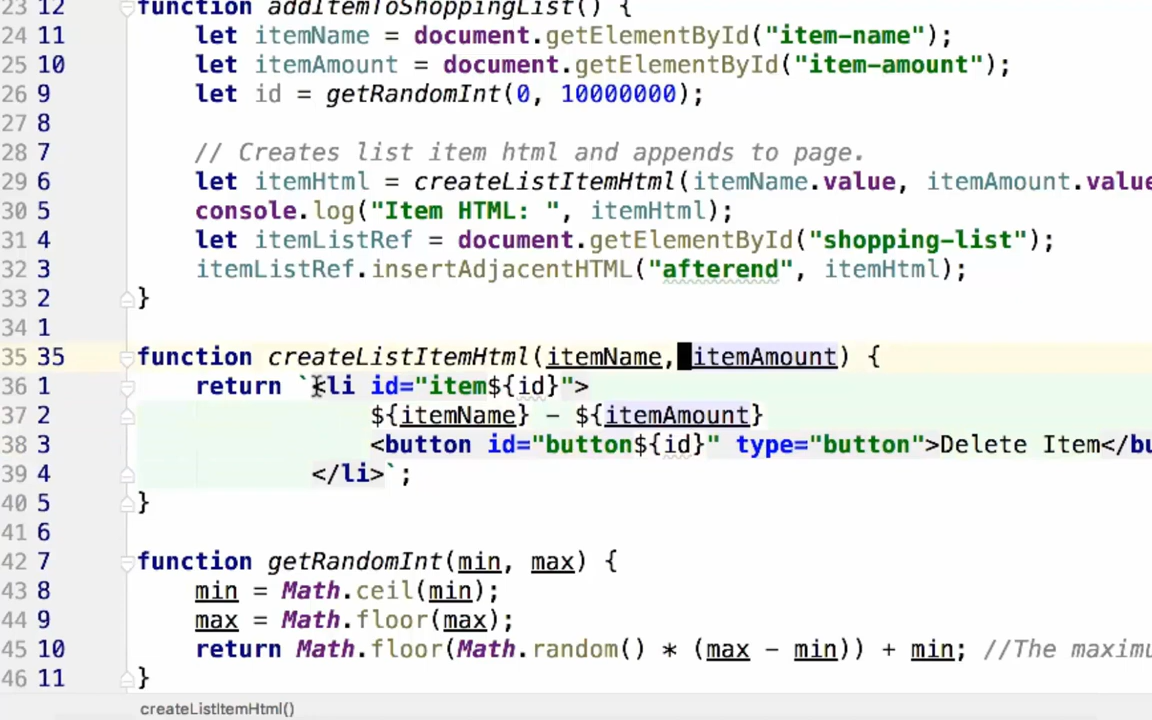 23 12 function addItemToShoppingList() {
24 11 let itemName = document.getElementById("item-name");
25 10 let itemAmount = document.getElementById("item-amount");
26 9 let id = getRandomInt(0, 10000000);
27 8
28 7 // Creates list item html and appends to page.
29 6 let itemHtml = createListItemHtml(itemName.value, itemAmount.value
30 5 console.log("Item HTML: ", itemHtml);
31 4 let itemListRef = document.getElementById("shopping-list");
32 3 itemListRef.insertAdjacentHTML("afterend", itemHtml);
33 2 }
34 1
35 35 function createListItemHtml(itemName, itemAmount) {
36 1 return `<li id="item${id}">
37 2 ${itemName} - ${itemAmount}
38 3 <button id="button${id}" type="button">Delete Item</bu
39 4 </li>`;
40 5 }
41 6
42 7 function getRandomInt(min, max) {
43 8 min = Math.ceil(min);
44 9 max = Math.floor(max);
45 10 return Math.floor(Math.random() * (max - min)) + min; //The maximu
46 11 }
createListItemHtml()